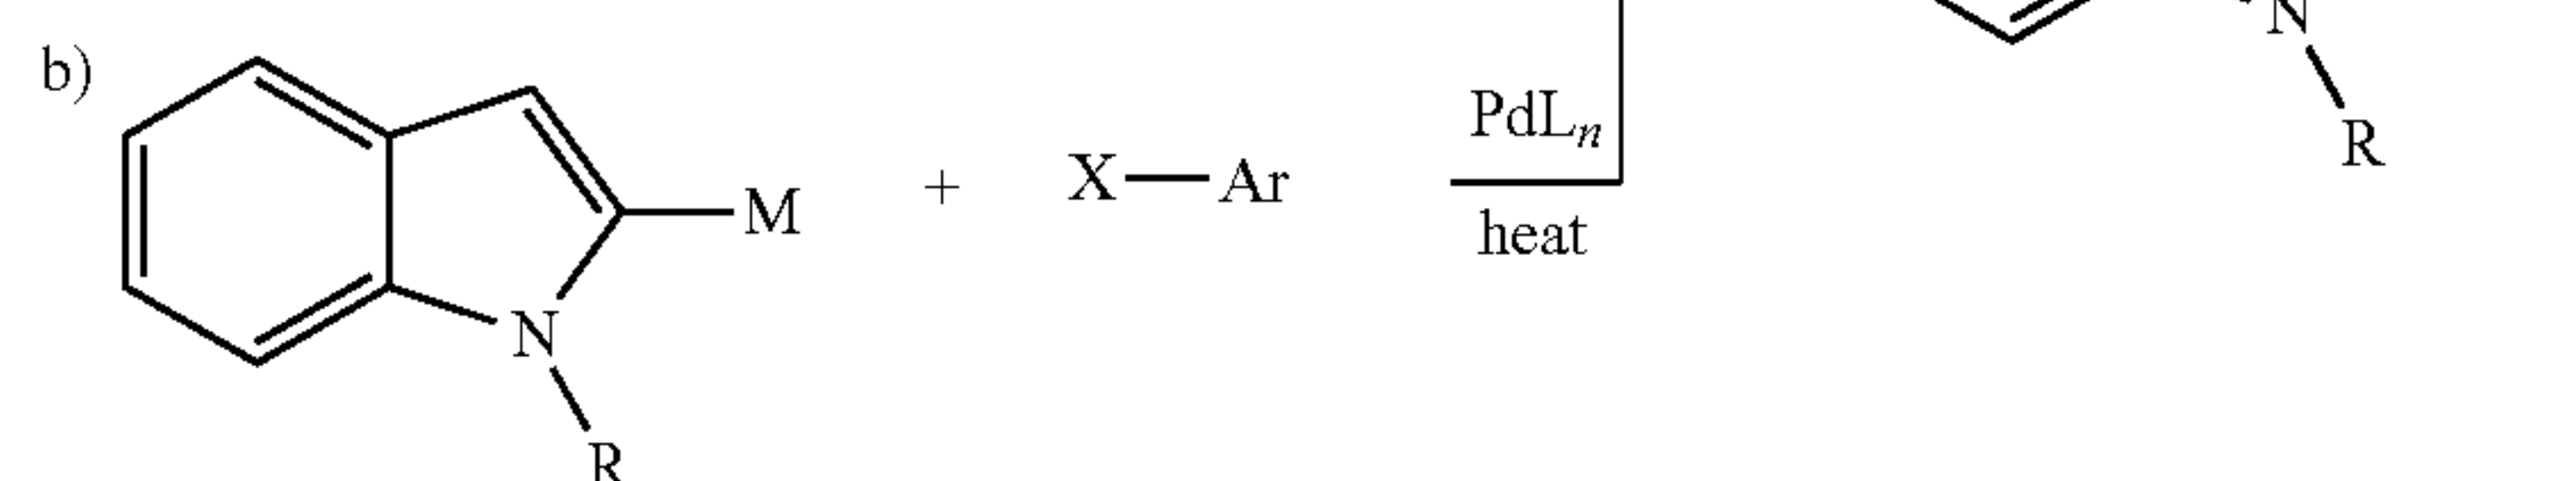 b)
N
R
M
+
X—Ar
PdLn
heat
N
R